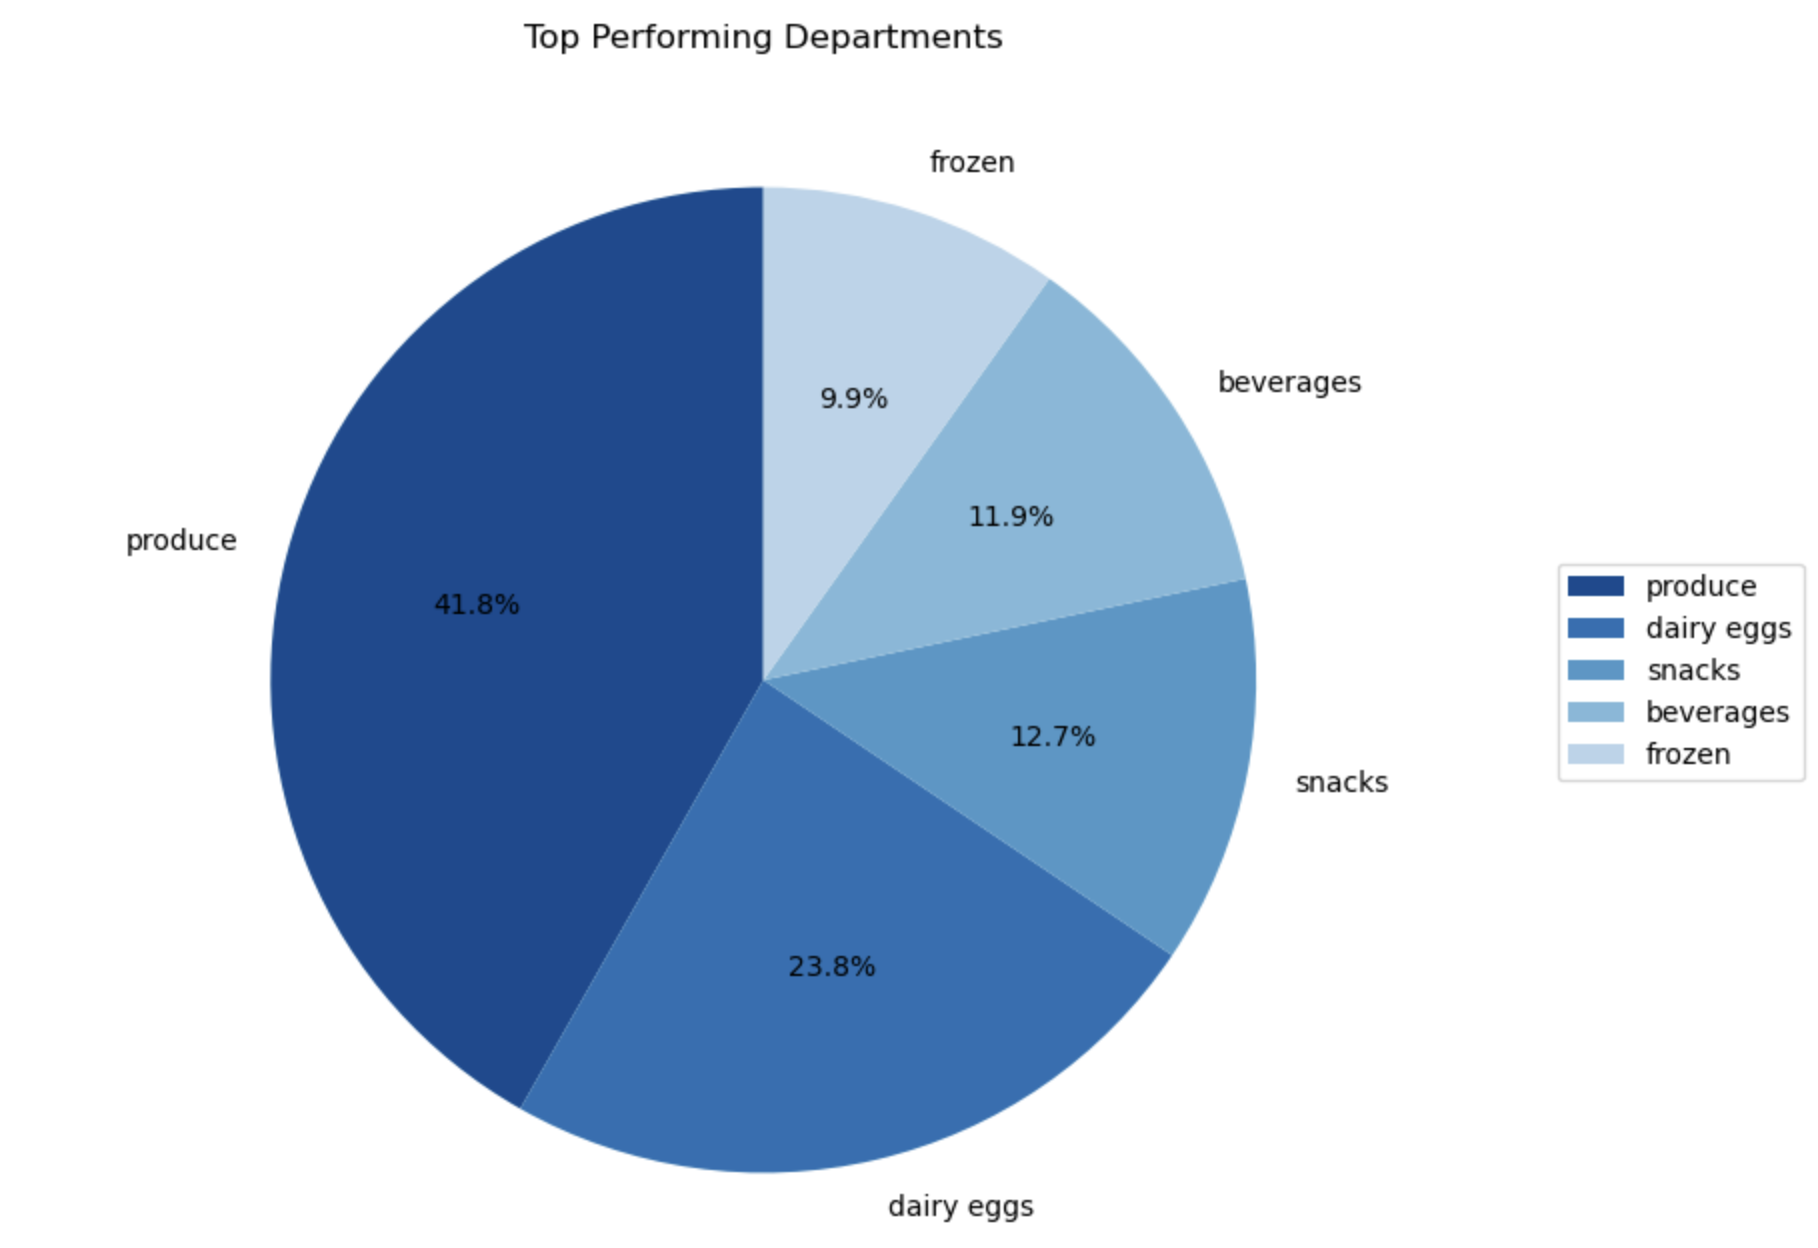 Top Performing Departments
frozen
9.9%
beverages
11.9%
produce
41.8%
12.7%
snacks
23.8%
dairy eggs
produce
dairy eggs
snacks
beverages
frozen